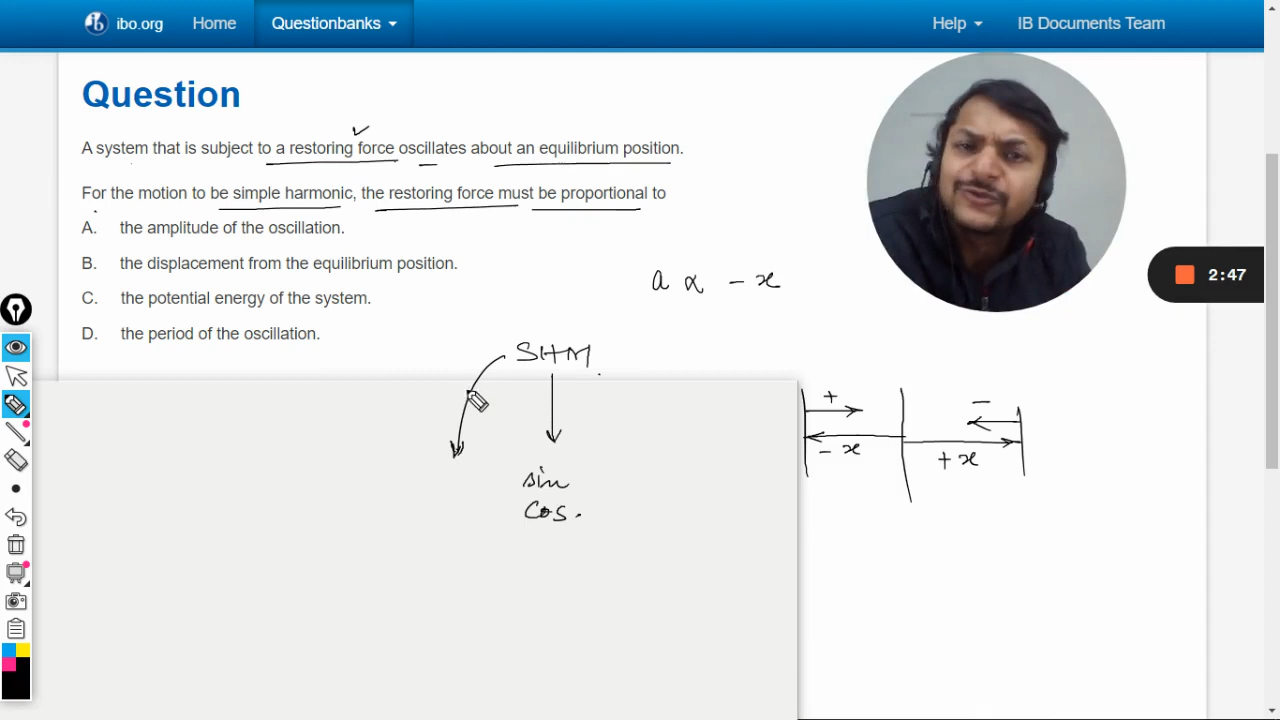 ibo.org Home Questionbanks Help IB Documents Team
Question
A system that is subject to a restoring force oscillates about an equilibrium position.
For the motion to be simple harmonic, the restoring force must be proportional to
A. the amplitude of the oscillation.
B. the displacement from the equilibrium position.
C. the potential energy of the system.
D. the period of the oscillation.
a ∝ - x
2:47
SHM
+ -
- x + x
sin
cos.